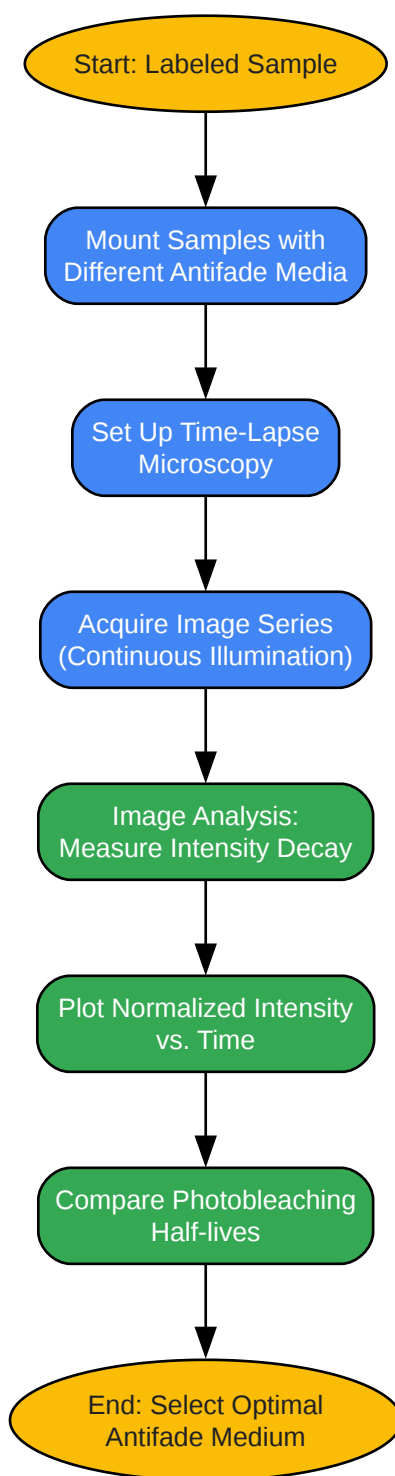 Start: Labeled Sample
Mount Samples with
Different Antifade Media
Set Up Time-Lapse
Microscopy
Acquire Image Series
(Continuous Illumination)
Image Analysis:
Measure Intensity Decay
Plot Normalized Intensity
vs. Time
Compare Photobleaching
Half-lives
End: Select Optimal
Antifade Medium